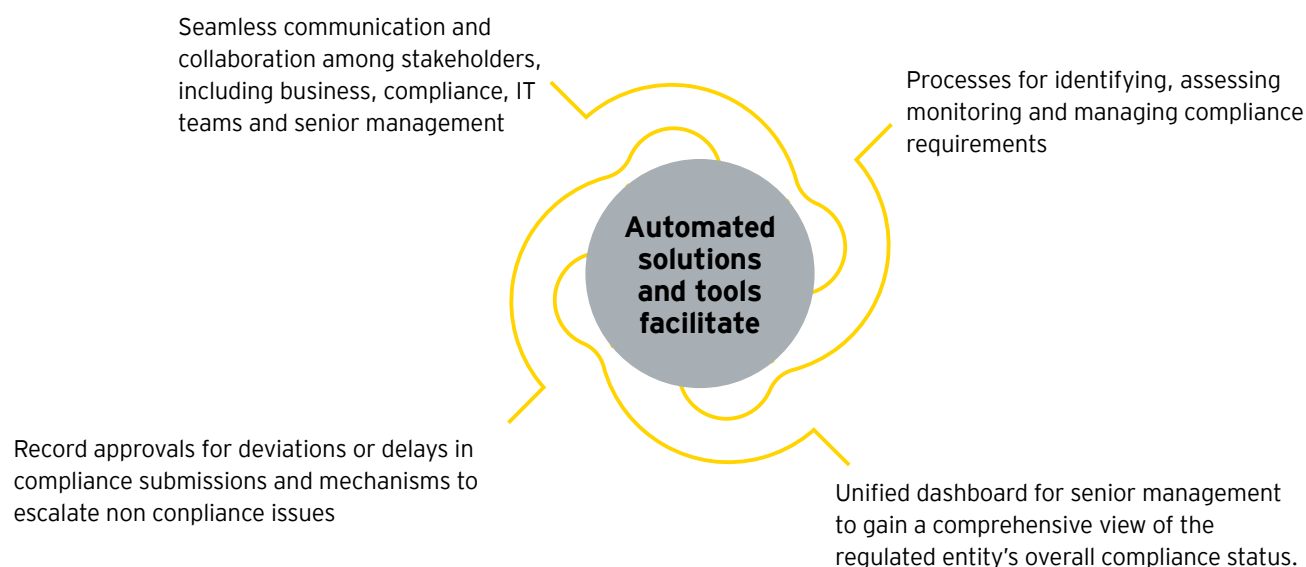 Seamless communication and
collaboration among stakeholders,
including business, compliance, IT
teams and senior management
Processes for identifying, assessing
monitoring and managing compliance
requirements
Automated
solutions
and tools
facilitate
Record approvals for deviations or delays in
compliance submissions and mechanisms to
escalate non conpliance issues
Unified dashboard for senior management
to gain a comprehensive view of the
regulated entity's overall compliance status.